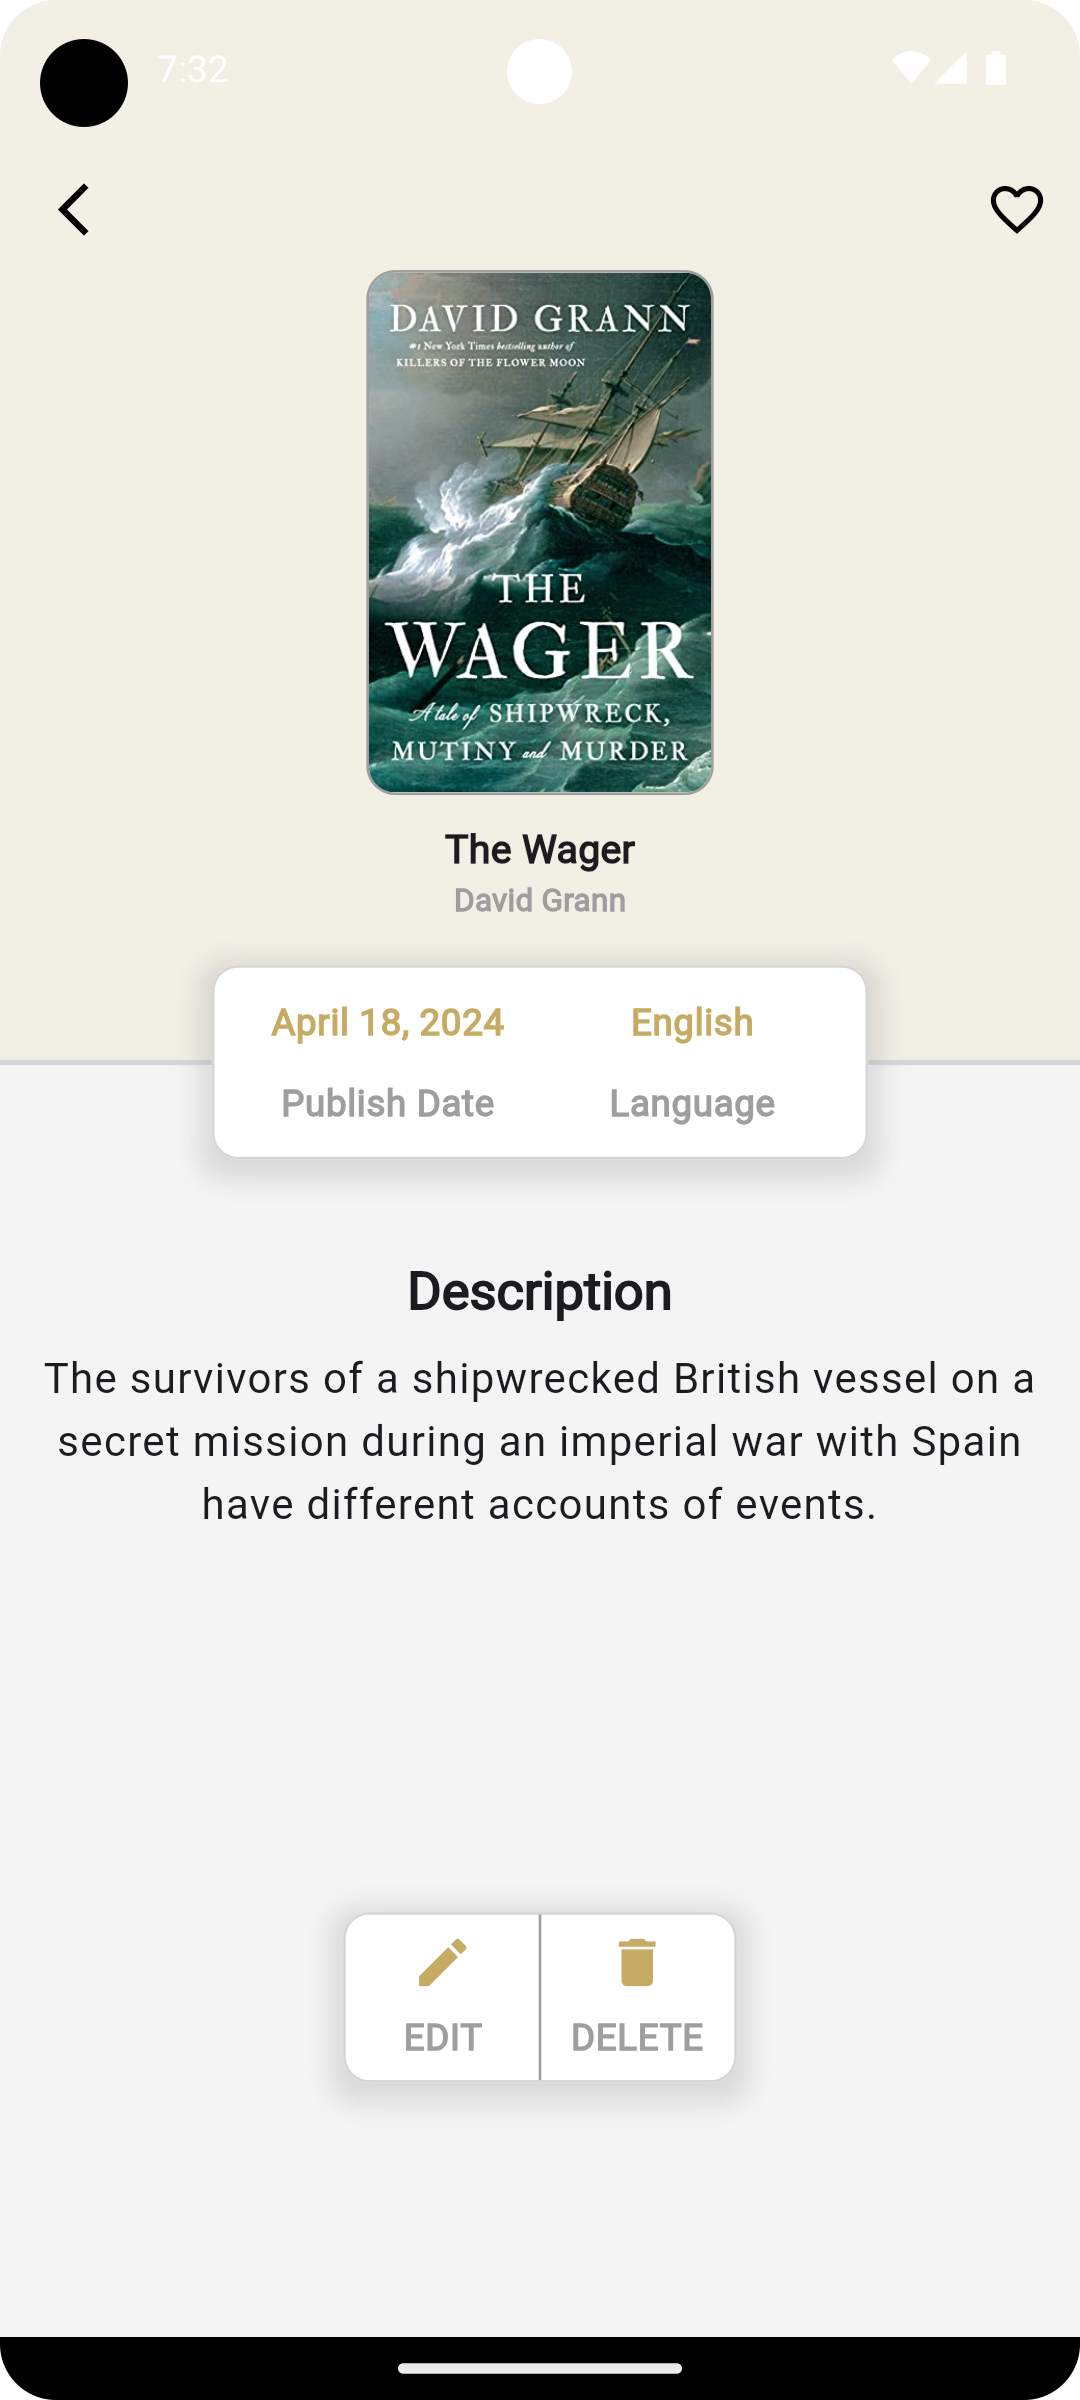 7:32
DAVID GRANN
#1 New York Times bestselling author of
KILLERS OF THE FLOWER MOON
THE
WAGER
A tale of SHIPWRECK,
MUTINY and MURDER
The Wager
David Grann
April 18, 2024 English
Publish Date Language
Description
The survivors of a shipwrecked British vessel on a
secret mission during an imperial war with Spain
have different accounts of events.
EDIT DELETE